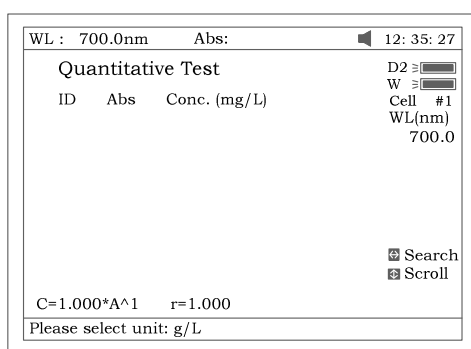 WL: 700.0nm Abs: 12: 35: 27
Quantitative Test
D2
W
ID Abs Conc. (mg/L)
Cell #1
WL(nm)
700.0
Search
Scroll
C=1.000*A^1 r=1.000
Please select unit: g/L